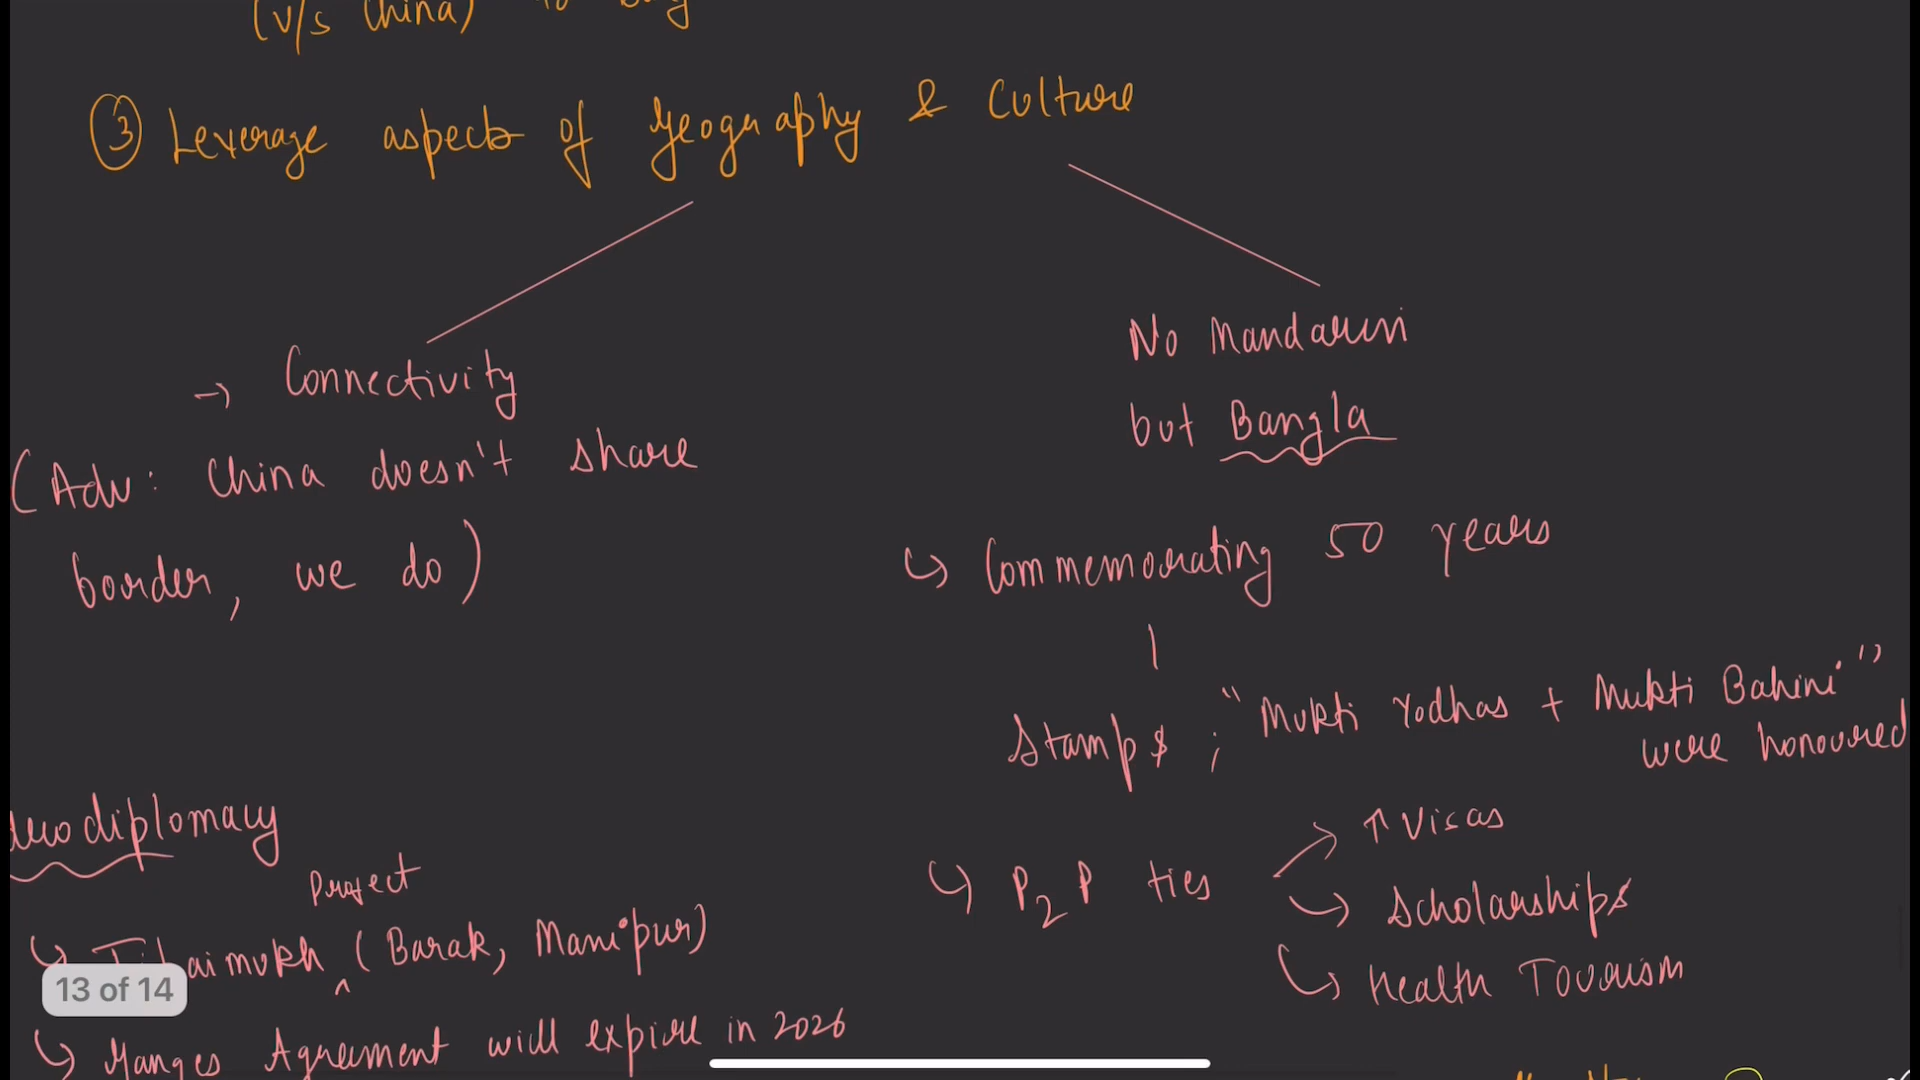 (v/s China) to
③ Leverage aspects of geography & Culture
→ Connectivity
(Adv: China doesn't share
border, we do)
No Mandarin
but Bangla
↳ Commemorating 50 years
Stamps ; "Mukti Yodhas + Mukti Bahini"
were honoured
↳ P2P ties
↑ Visas
↳ Scholarships
↳ Health Tourism
diplomacy
Project
↳ (Barak, Manipur)
13 of 14
↳ Ganges Agreement will expire in 2026